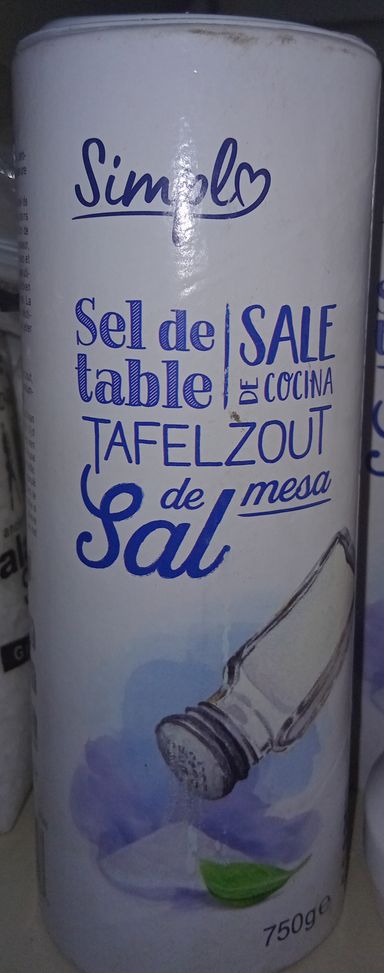 Simpl
Sel de
table
SALE
DE COCINA
TAFELZOUT
Sal de mesa
750g e